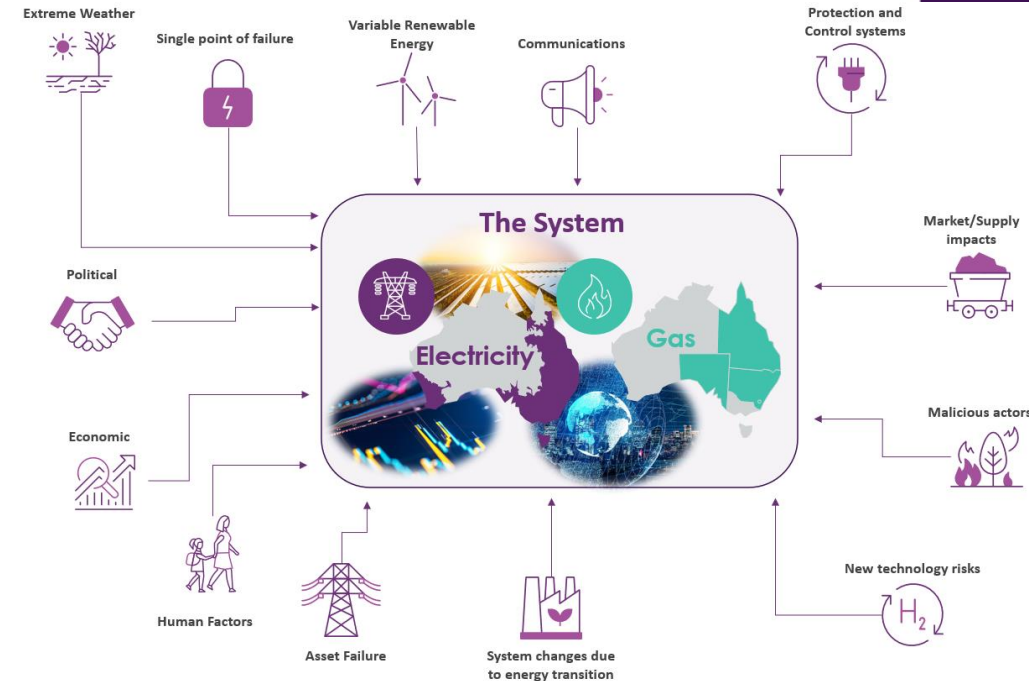 Extreme Weather
Single point of failure
Variable Renewable
Energy
Communications
Protection and
Control systems
The System
Market/Supply
impacts
Political
Electricity
Gas
Economic
Malicious actors
Human Factors
Asset Failure
System changes due
to energy transition
New technology risks
H₂